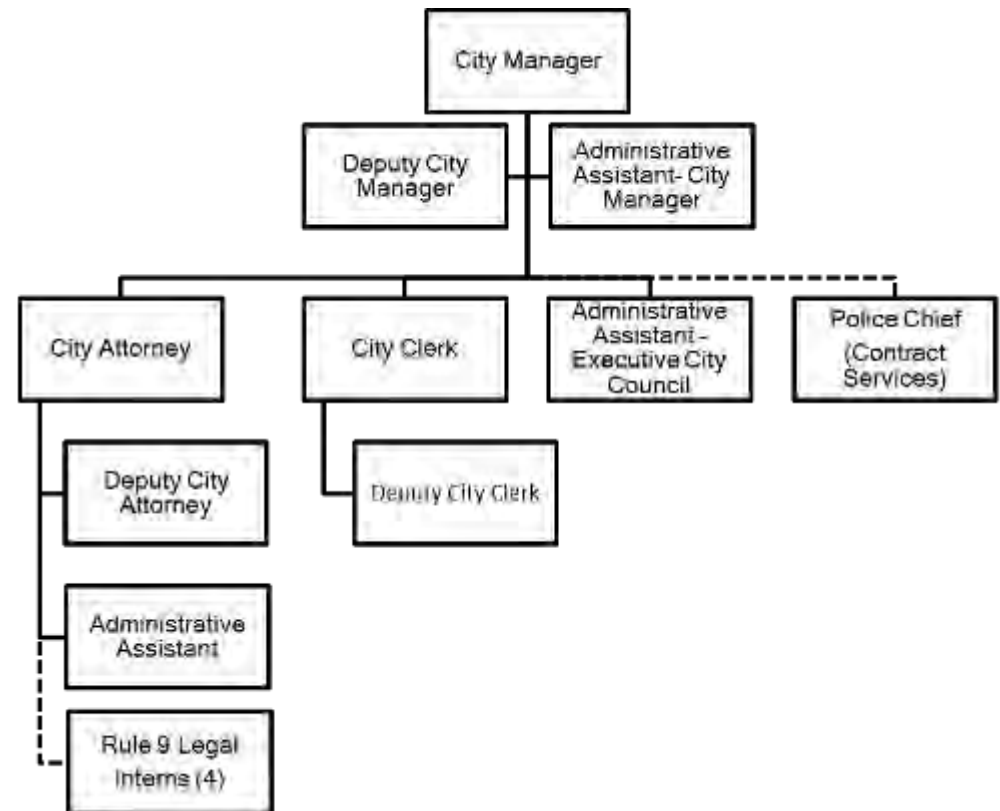 City Manager
Deputy City
Manager
Administrative
Assistant- City
Manager
City Attorney
City Clerk
Administrative
Assistant -
Executive City
Council
Police Chief
(Contract
Services)
Deputy City
Attorney
Deputy City Clerk
Administrative
Assistant
Rule 9 Legal
Interns (4)